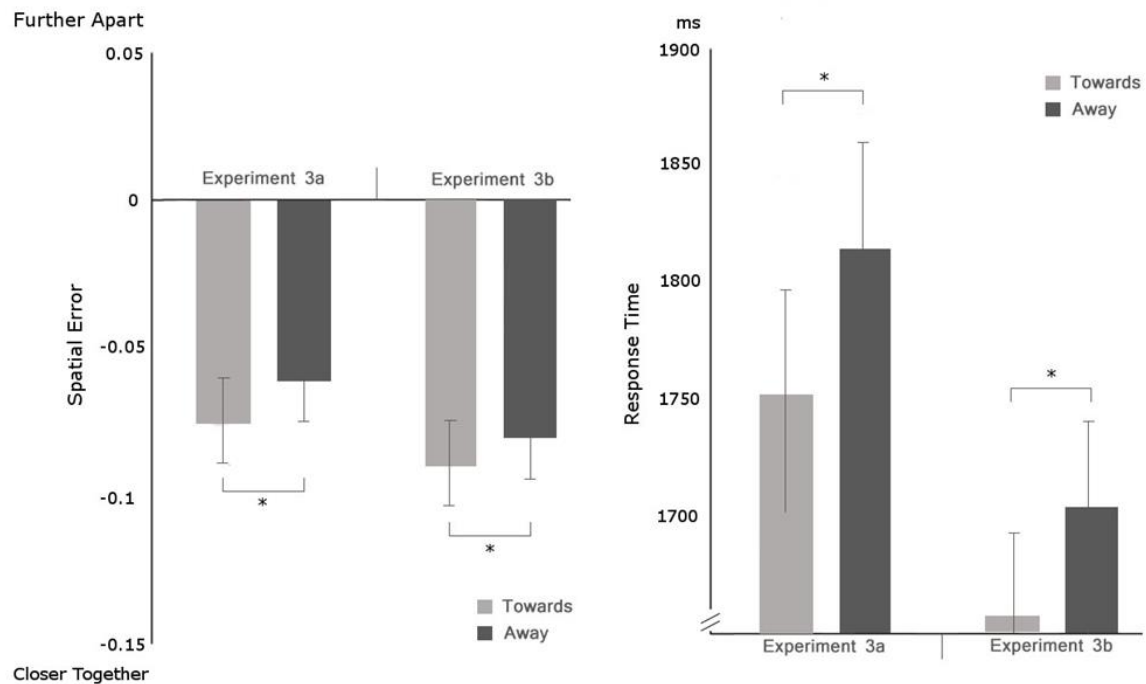 Further Apart
0.05
Experiment 3a
Experiment 3b
0
-0.05
Spatial Error
-0.1
*
*
Towards
Away
-0.15
Closer Together
ms
1900
Towards
Away
*
1850
1800
Response Time
1750
*
1700
Experiment 3a
Experiment 3b